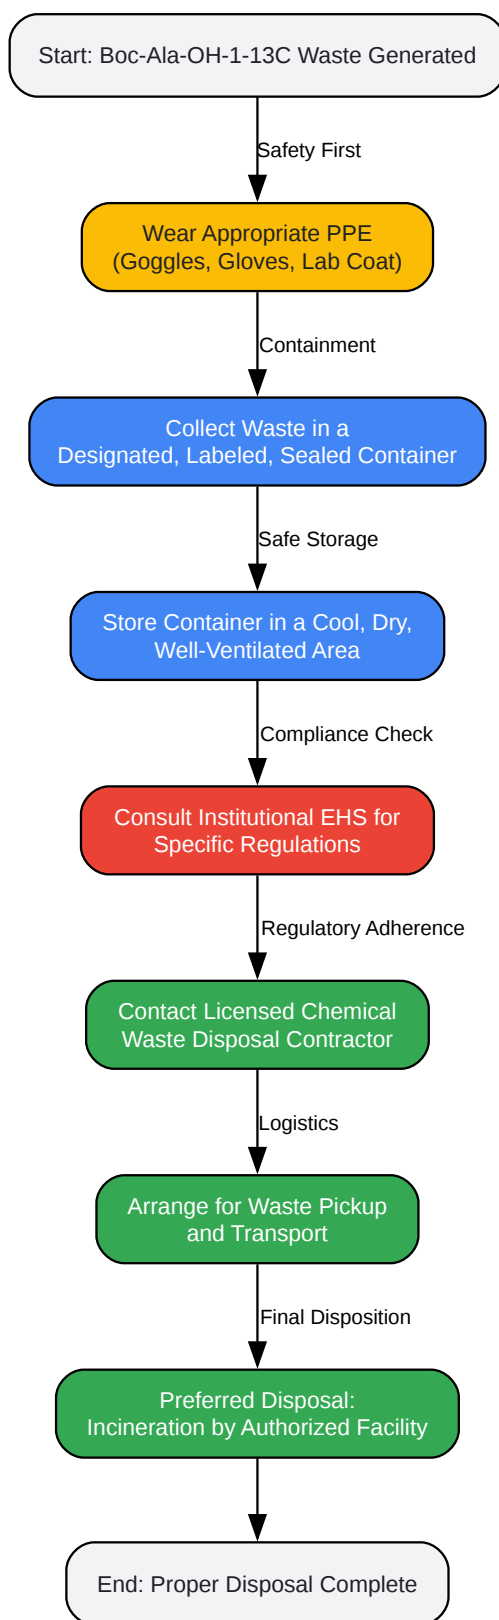 Start: Boc-Ala-OH-1-13C Waste Generated
Safety First
Wear Appropriate PPE
(Goggles, Gloves, Lab Coat)
Containment
Collect Waste in a
Designated, Labeled, Sealed Container
Safe Storage
Store Container in a Cool, Dry,
Well-Ventilated Area
Compliance Check
Consult Institutional EHS for
Specific Regulations
Regulatory Adherence
Contact Licensed Chemical
Waste Disposal Contractor
Logistics
Arrange for Waste Pickup
and Transport
Final Disposition
Preferred Disposal:
Incineration by Authorized Facility
End: Proper Disposal Complete